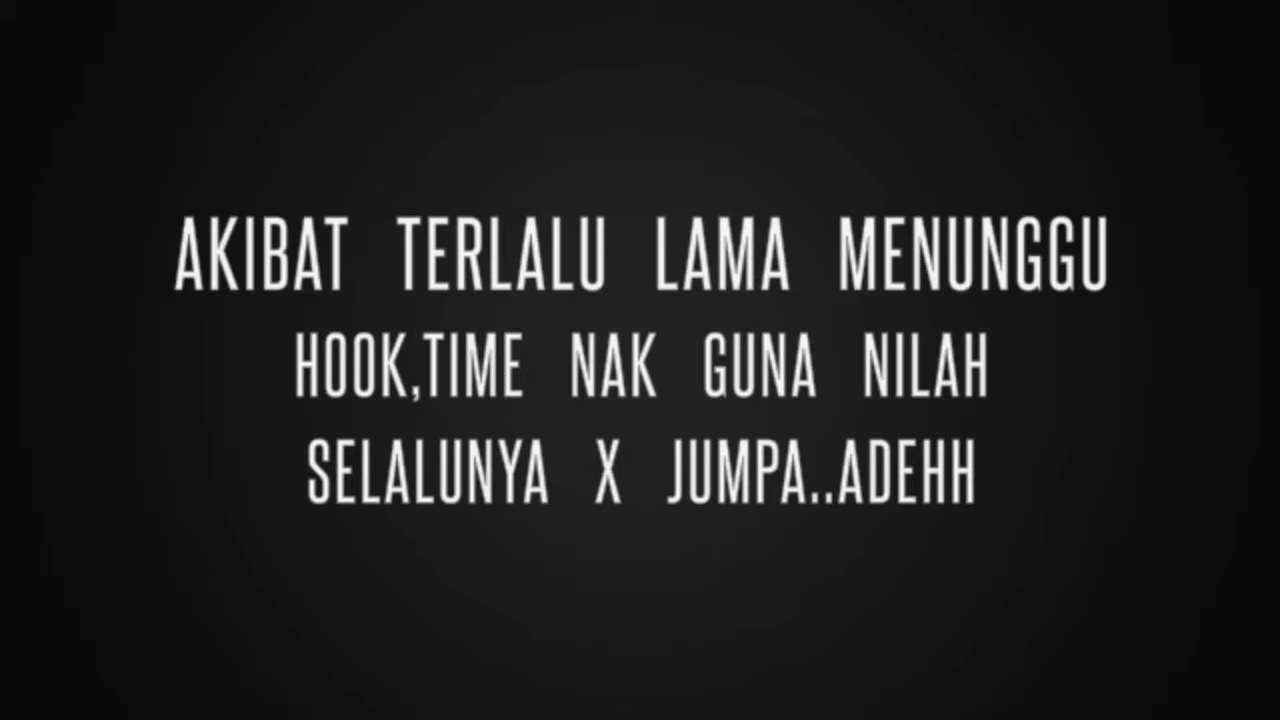 AKIBAT TERLALU LAMA MENUNGGU
HOOK,TIME NAK GUNA NILAH
SELALUNYA X JUMPA..ADEHH